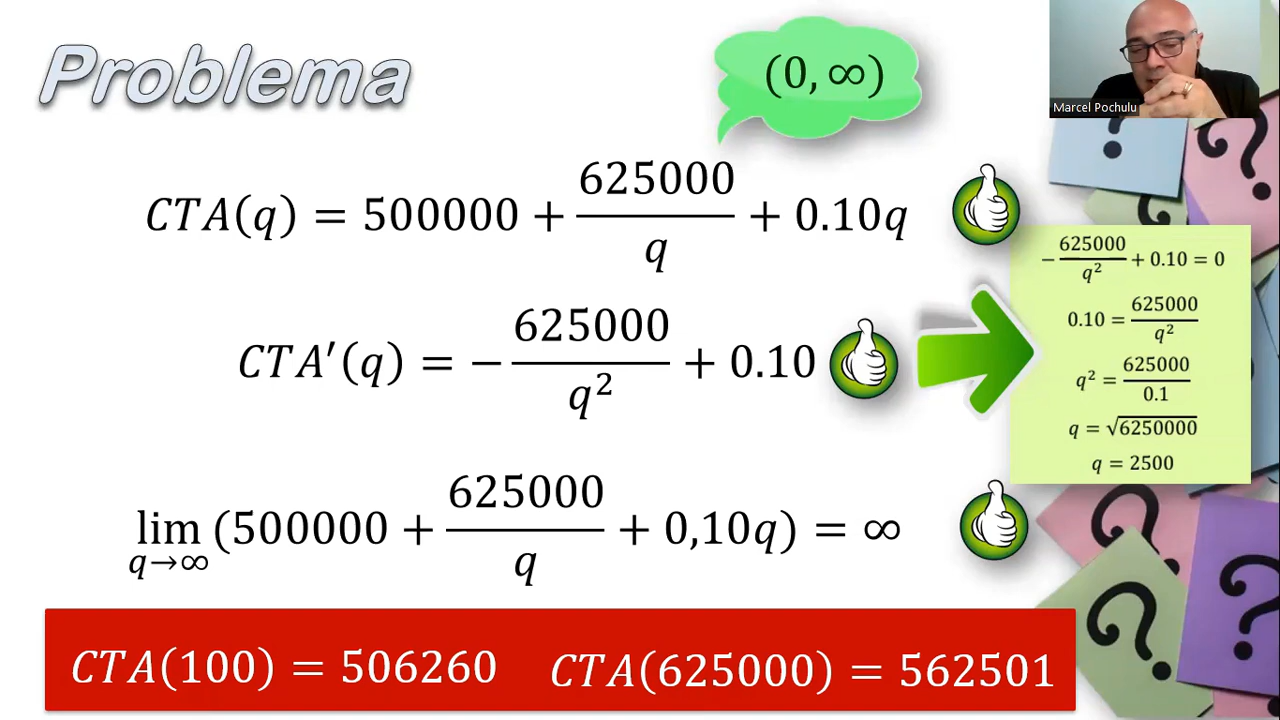 Problema
(0, ∞)
Marcel Pochulu
CTA(q) = 500000 + 625000/q + 0.10q
CTA′(q) = − 625000/q² + 0.10
− 625000/q² + 0.10 = 0
0.10 = 625000/q²
q² = 625000/0.1
q = √6250000
q = 2500
lim q→∞ (500000 + 625000/q + 0,10q) = ∞
CTA(100) = 506260 CTA(625000) = 562501